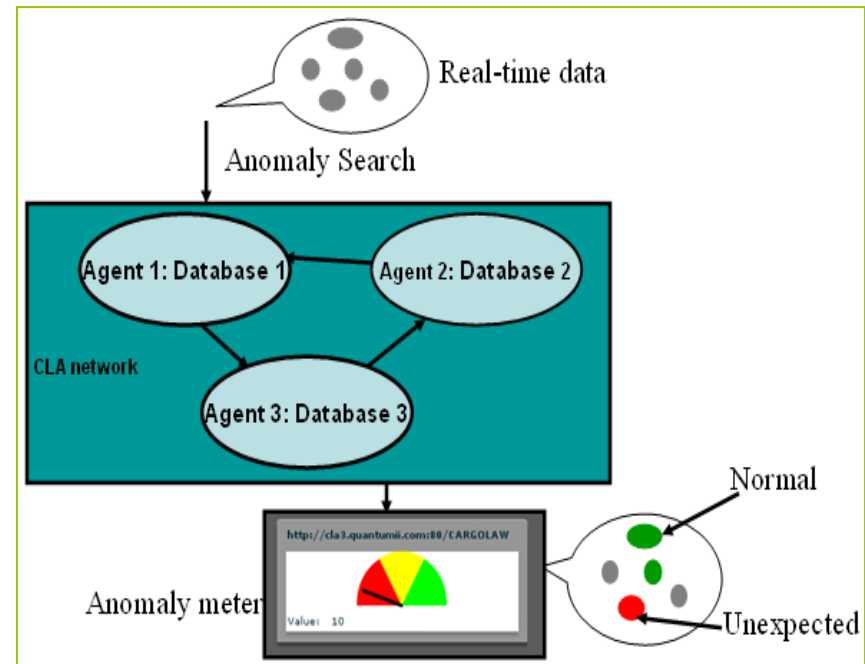 Real-time data
Anomaly Search
Agent 1: Database 1
Agent 2: Database 2
CLA network
Agent 3: Database 3
Normal
http://cla3.quantumii.com:80/CARGOLAW
Anomaly meter
Value: 10
Unexpected